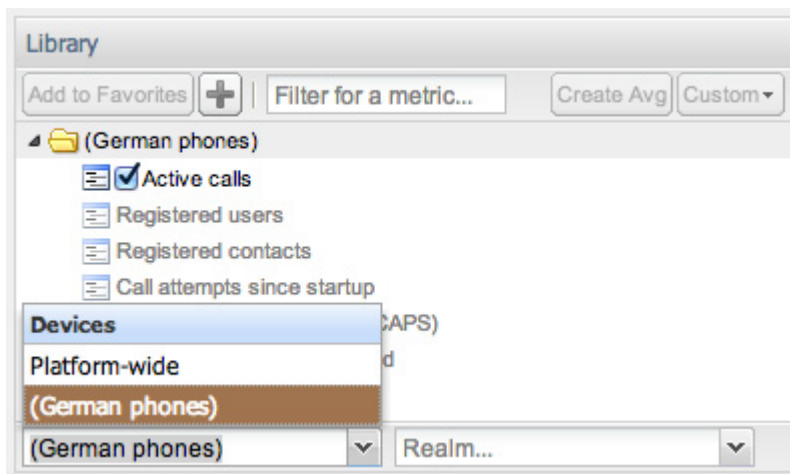 Library
Add to Favorites | Filter for a metric... Create Avg Custom
(German phones)
Active calls
Registered users
Registered contacts
Call attempts since startup
CAPS)
Devices
Platform-wide
(German phones)
(German phones) Realm...